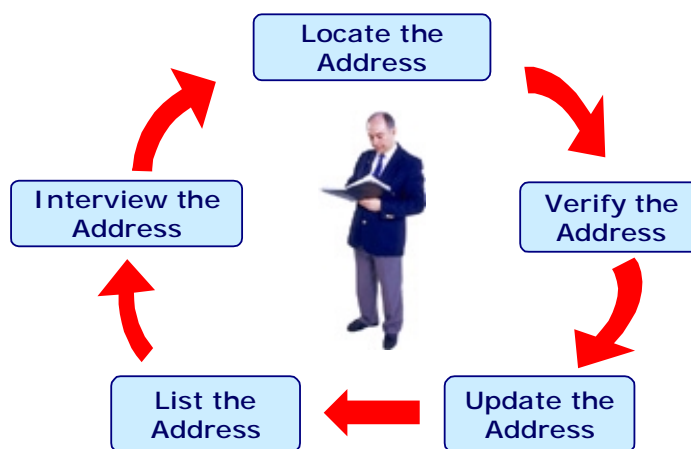 Locate the
Address
Verify the
Address
Update the
Address
List the
Address
Interview the
Address